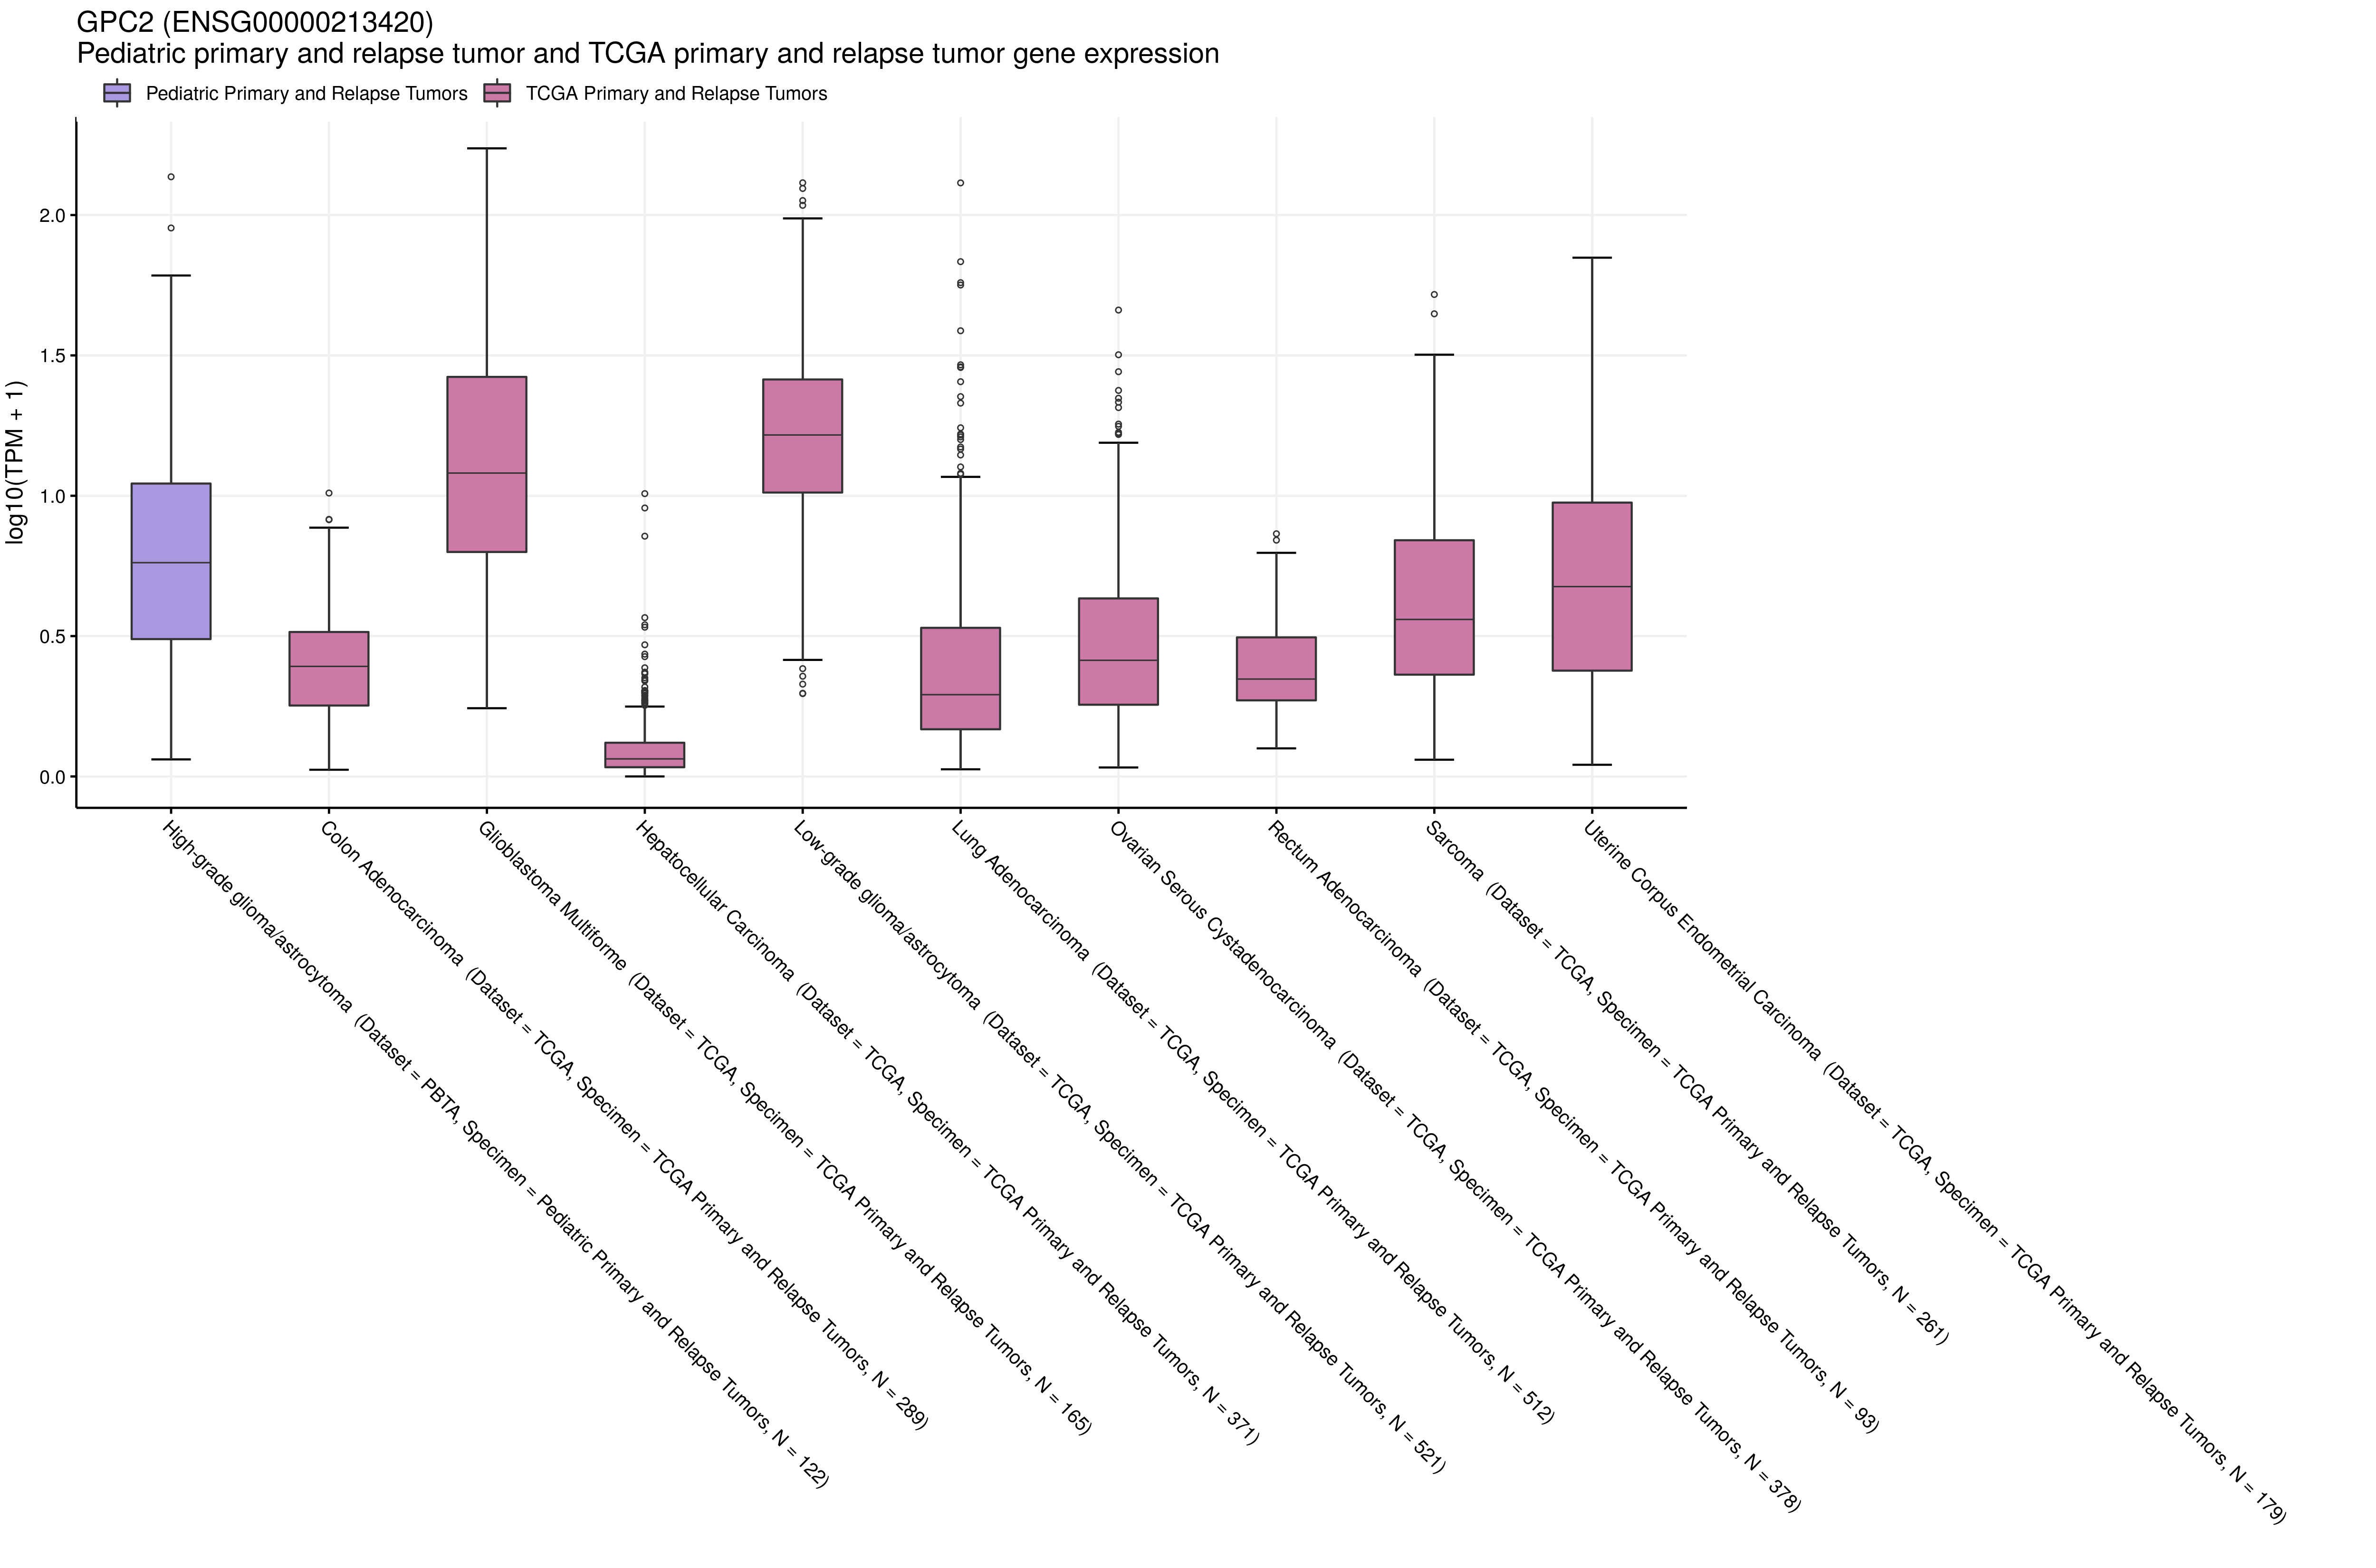 GPC2 (ENSG00000213420)
Pediatric primary and relapse tumor and TCGA primary and relapse tumor gene expression
Pediatric Primary and Relapse Tumors
TCGA Primary and Relapse Tumors
log10(TPM + 1)
2.0
1.5
1.0
0.5
0.0
High-grade glioma/astrocytoma (Dataset = PBTA, Specimen = Pediatric Primary and Relapse Tumors, N = 122)
Colon Adenocarcinoma (Dataset = TCGA, Specimen = TCGA Primary and Relapse Tumors, N = 289)
Glioblastoma Multiforme (Dataset = TCGA, Specimen = TCGA Primary and Relapse Tumors, N = 165)
Hepatocellular Carcinoma (Dataset = TCGA, Specimen = TCGA Primary and Relapse Tumors, N = 371)
Low-grade glioma/astrocytoma (Dataset = TCGA, Specimen = TCGA Primary and Relapse Tumors, N = 521)
Lung Adenocarcinoma (Dataset = TCGA, Specimen = TCGA Primary and Relapse Tumors, N = 512)
Ovarian Serous Cystadenocarcinoma (Dataset = TCGA, Specimen = TCGA Primary and Relapse Tumors, N = 378)
Rectum Adenocarcinoma (Dataset = TCGA, Specimen = TCGA Primary and Relapse Tumors, N = 93)
Sarcoma (Dataset = TCGA, Specimen = TCGA Primary and Relapse Tumors, N = 261)
Uterine Corpus Endometrial Carcinoma (Dataset = TCGA, Specimen = TCGA Primary and Relapse Tumors, N = 179)